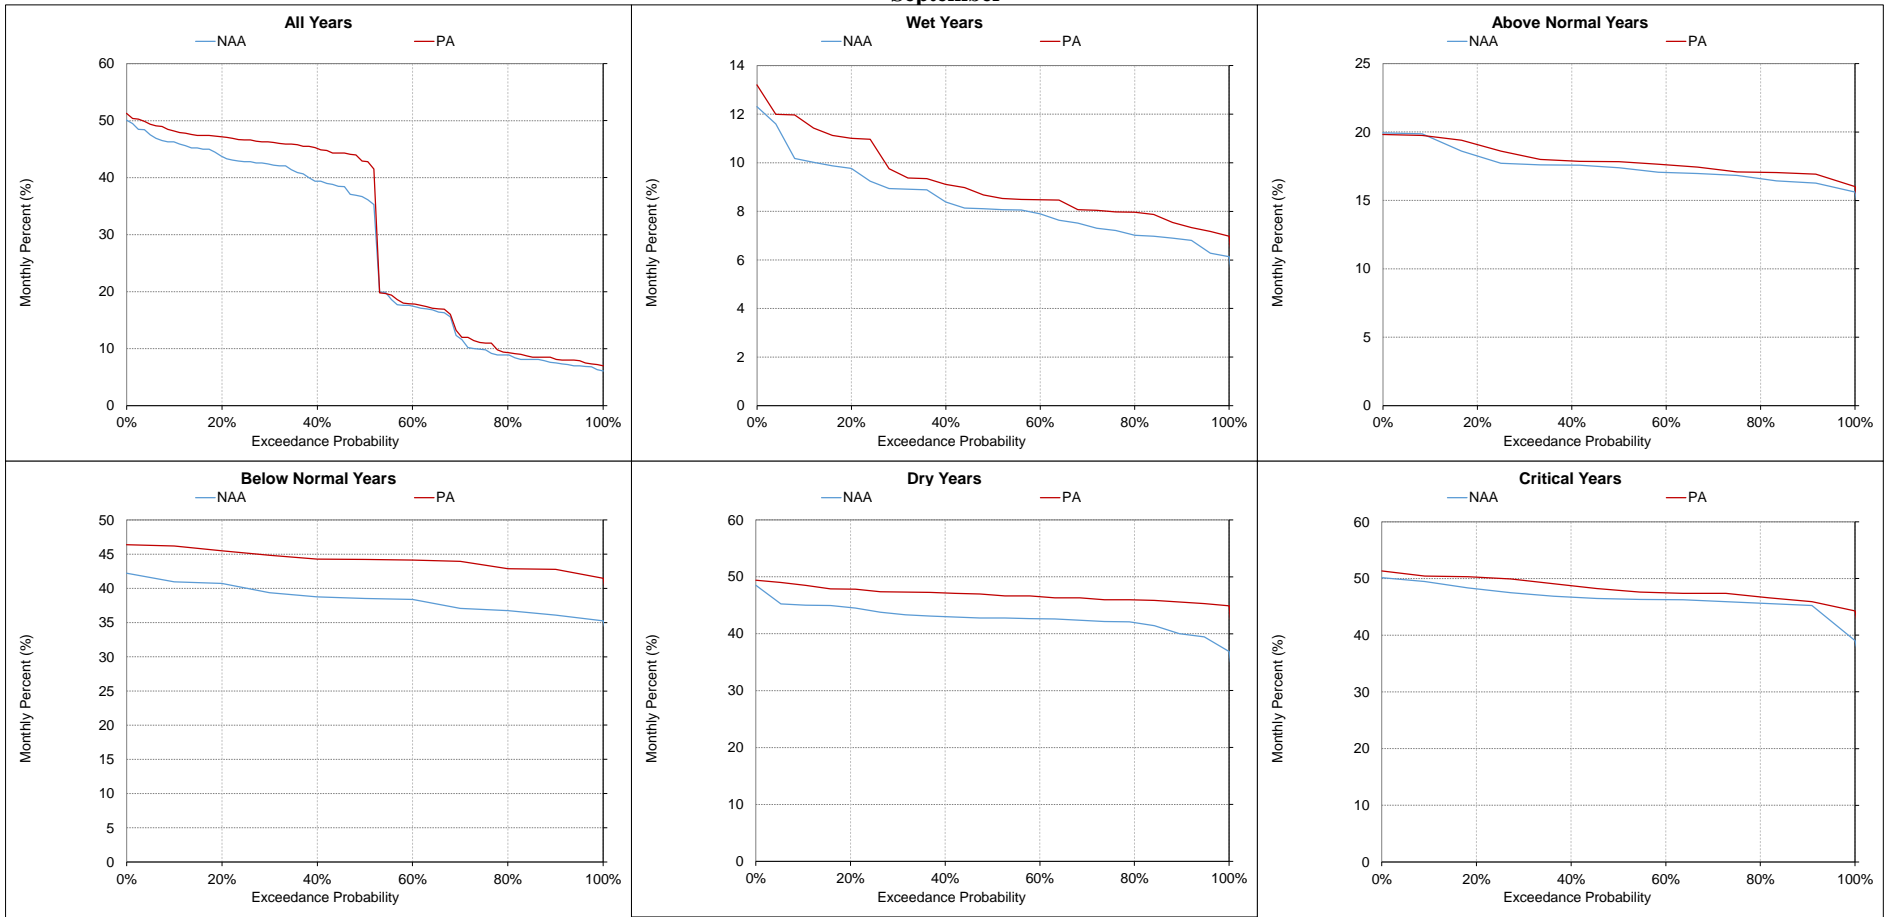 September
All Years
NAA PA
60
50
40
30
20
10
0
0% 20% 40% 60% 80% 100%
Monthly Percent (%)
Exceedance Probability
Wet Years
NAA PA
14
12
10
8
6
4
2
0
0% 20% 40% 60% 80% 100%
Monthly Percent (%)
Exceedance Probability
Above Normal Years
NAA PA
25
20
15
10
5
0
0% 20% 40% 60% 80% 100%
Monthly Percent (%)
Exceedance Probability
Below Normal Years
NAA PA
50
45
40
35
30
25
20
15
10
5
0
0% 20% 40% 60% 80% 100%
Monthly Percent (%)
Exceedance Probability
Dry Years
NAA PA
60
50
40
30
20
10
0
0% 20% 40% 60% 80% 100%
Monthly Percent (%)
Exceedance Probability
Critical Years
NAA PA
60
50
40
30
20
10
0
0% 20% 40% 60% 80% 100%
Monthly Percent (%)
Exceedance Probability